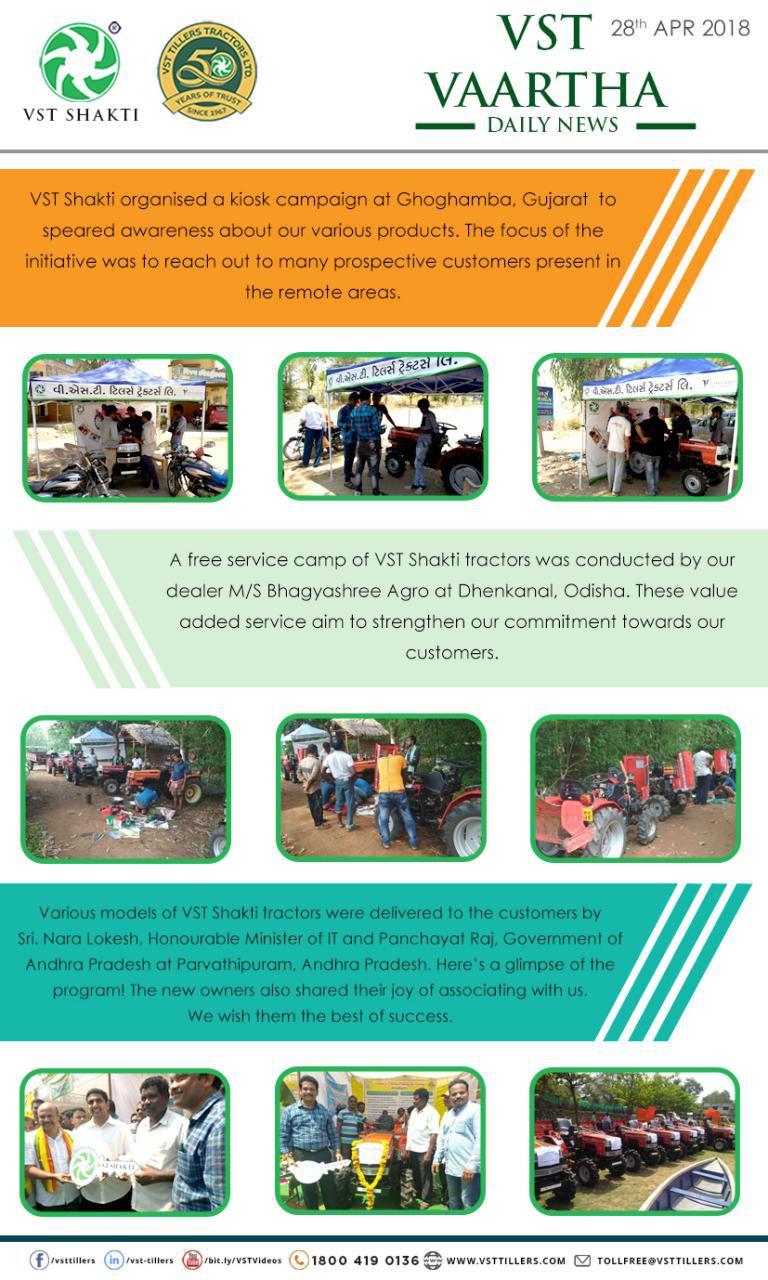 VST SHAKTI
VST TILLERS TRACTORS LTD.
50
YEARS OF TRUST
SINCE 1967
VST
28th APR 2018
VAARTHA
DAILY NEWS
VST Shakti organised a kiosk campaign at Ghoghamba, Gujarat to
speared awareness about our various products. The focus of the
initiative was to reach out to many prospective customers present in
the remote areas.
વી.એસ.ટી. ટિલર્સ ટ્રેક્ટર્સ લિ.
વી.એસ.ટી. ટિલર્સ ટ્રેક્ટર્સ લિ.
વી.એસ.ટી. ટિલર્સ ટ્રેક્ટર્સ લિ.
A free service camp of VST Shakti tractors was conducted by our
dealer M/S Bhagyashree Agro at Dhenkanal, Odisha. These value
added service aim to strengthen our commitment towards our
customers.
Various models of VST Shakti tractors were delivered to the customers by
Sri. Nara Lokesh, Honourable Minister of IT and Panchayat Raj, Government of
Andhra Pradesh at Parvathipuram, Andhra Pradesh. Here's a glimpse of the
program! The new owners also shared their joy of associating with us.
We wish them the best of success.
VST SHAKTI
/vsttillers /vst-tillers /bit.ly/VSTVideos 1800 419 0136 WWW.VSTTILLERS.COM TOLLFREE@VSTTILLERS.COM